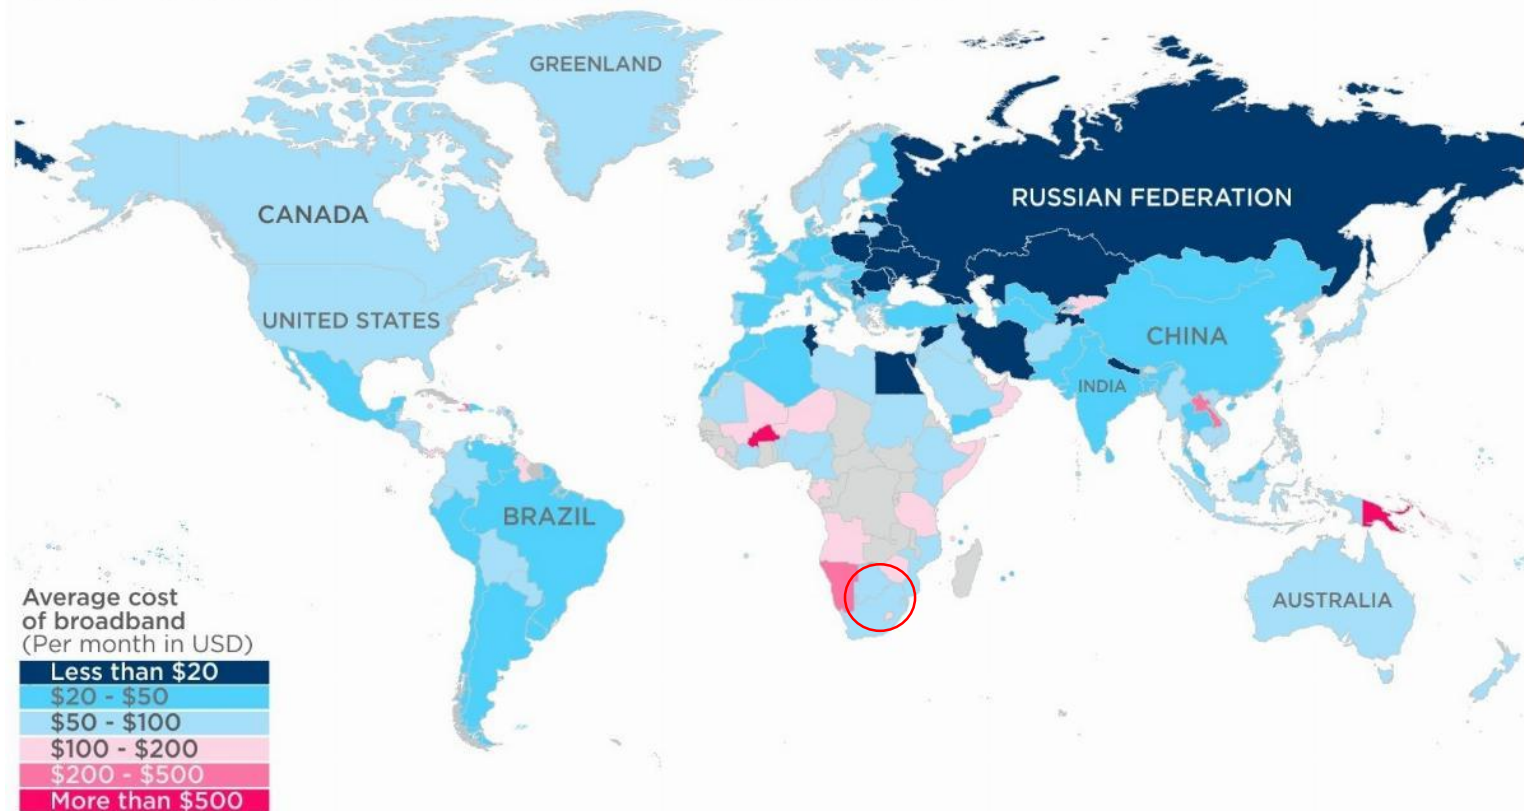 GREENLAND
CANADA
RUSSIAN FEDERATION
UNITED STATES
CHINA
INDIA
BRAZIL
AUSTRALIA
Average cost
of broadband
(Per month in USD)
Less than $20
$20 - $50
$50 - $100
$100 - $200
$200 - $500
More than $500